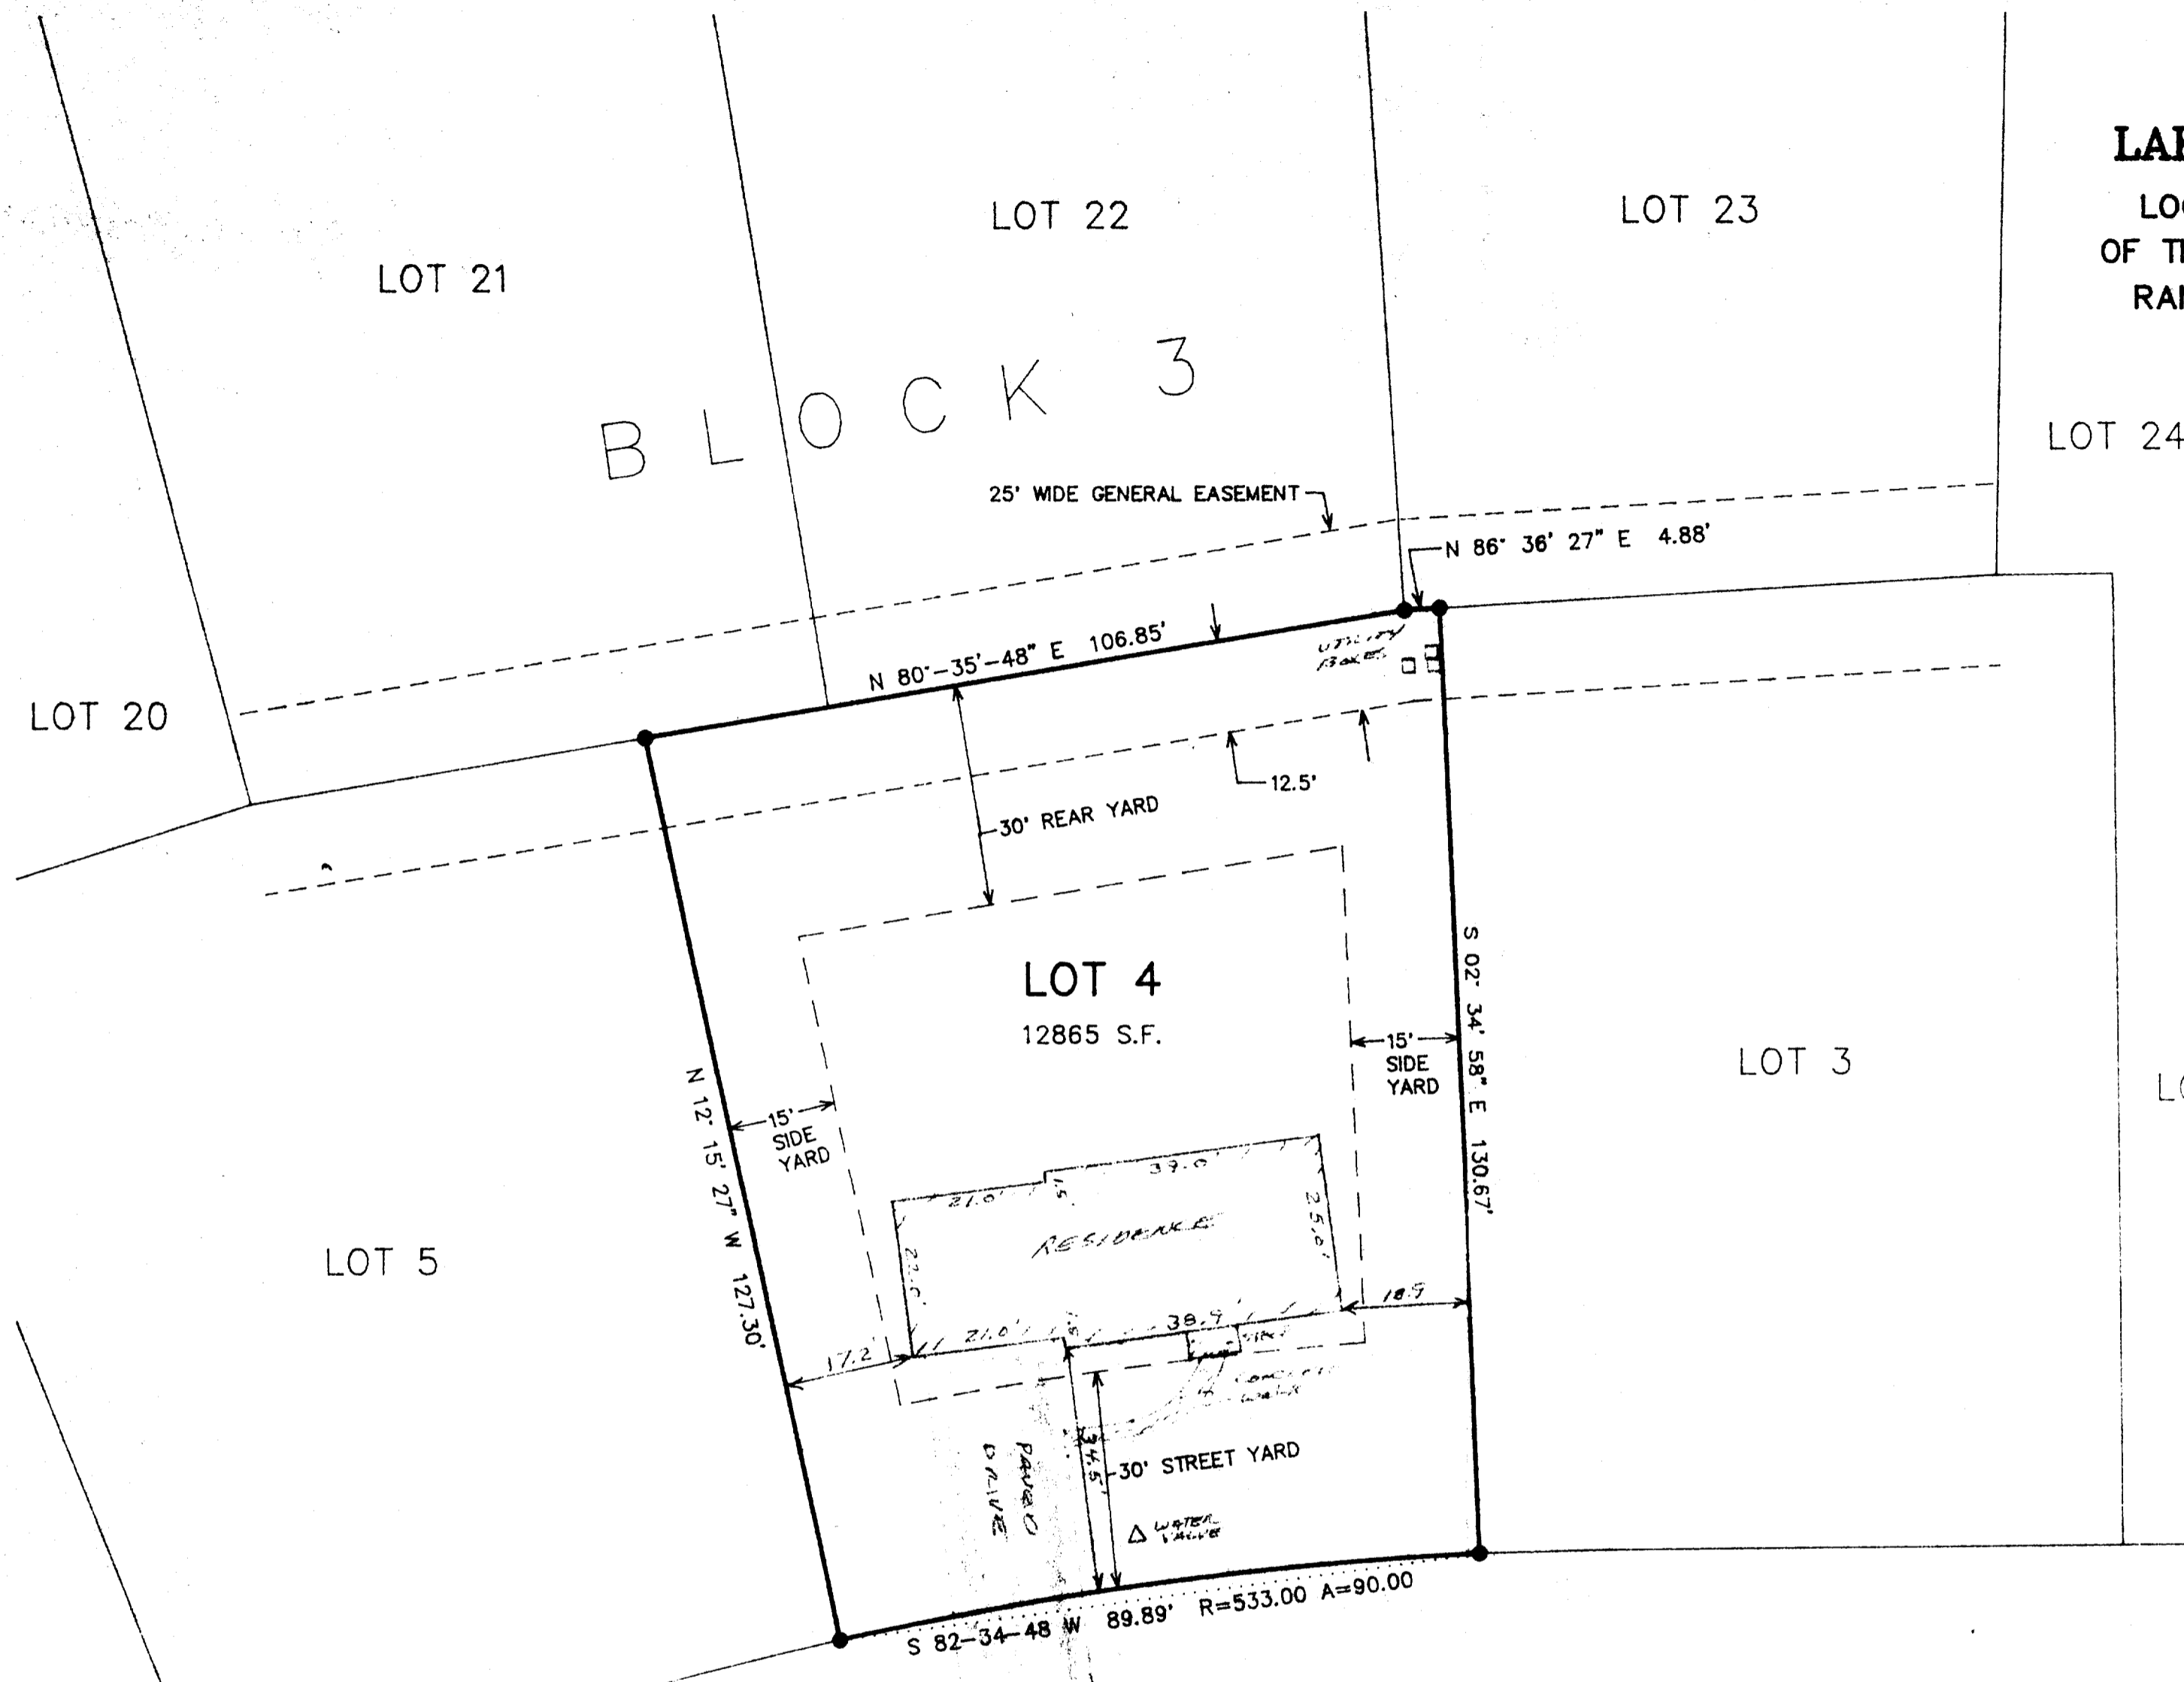 LOT 21
LOT 22
LOT 23
LOT 24
LOT 20
BLOCK 3
25' WIDE GENERAL EASEMENT
N 86° 36' 27" E 4.88'
N 80°-35'-48" E 106.85'
UTILITY
BOXES
12.5'
30' REAR YARD
LOT 4
12865 S.F.
15'
SIDE
YARD
S 02° 34' 58" E 130.67'
LOT 3
N 12° 15' 27" W 127.30'
15'
SIDE
YARD
LOT 5
39.0'
21.0'
1.5'
RESIDENCE
25.0'
22.0'
18.9
38.9'
21.0'
1.5
17.2
WALK
34.5'
30' STREET YARD
PAVED
DRIVE
WATER
VALVE
S 82-34-48 W 89.89' R=533.00 A=90.00